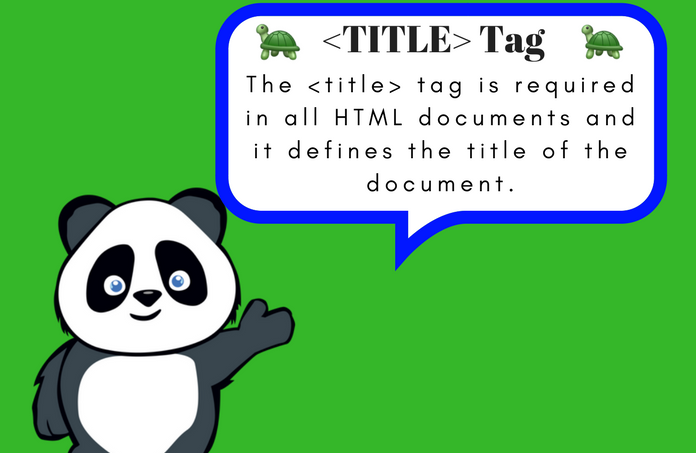 <TITLE> Tag
The <title> tag is required
in all HTML documents and
it defines the title of the
document.